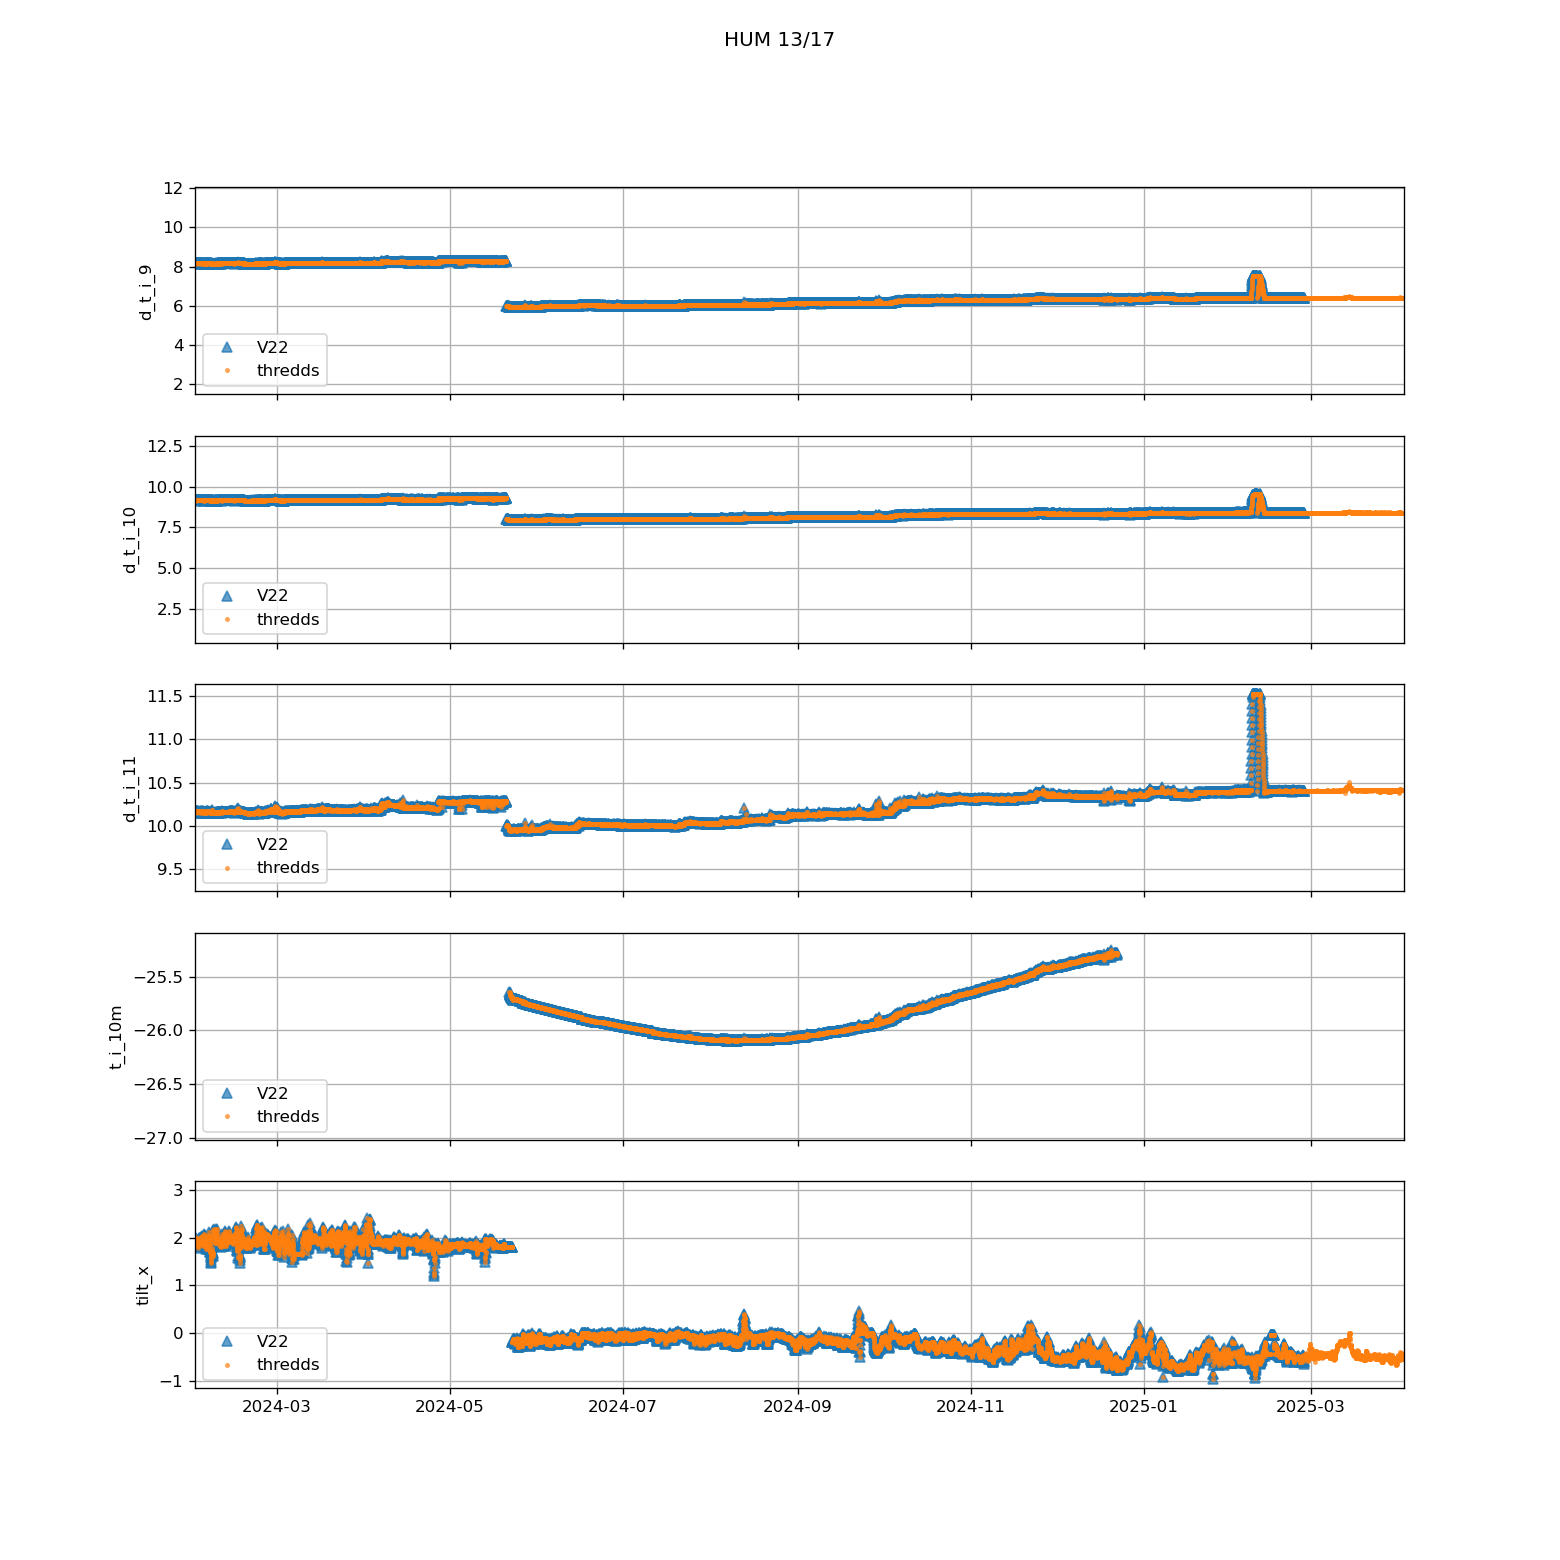 HUM 13/17
12
10
8
6
4
2
d_t_i_9
V22
thredds
12.5
10.0
7.5
5.0
2.5
d_t_i_10
V22
thredds
11.5
11.0
10.5
10.0
9.5
d_t_i_11
V22
thredds
−25.5
−26.0
−26.5
−27.0
t_i_10m
V22
thredds
3
2
1
0
−1
tilt_x
V22
thredds
2024-03 2024-05 2024-07 2024-09 2024-11 2025-01 2025-03